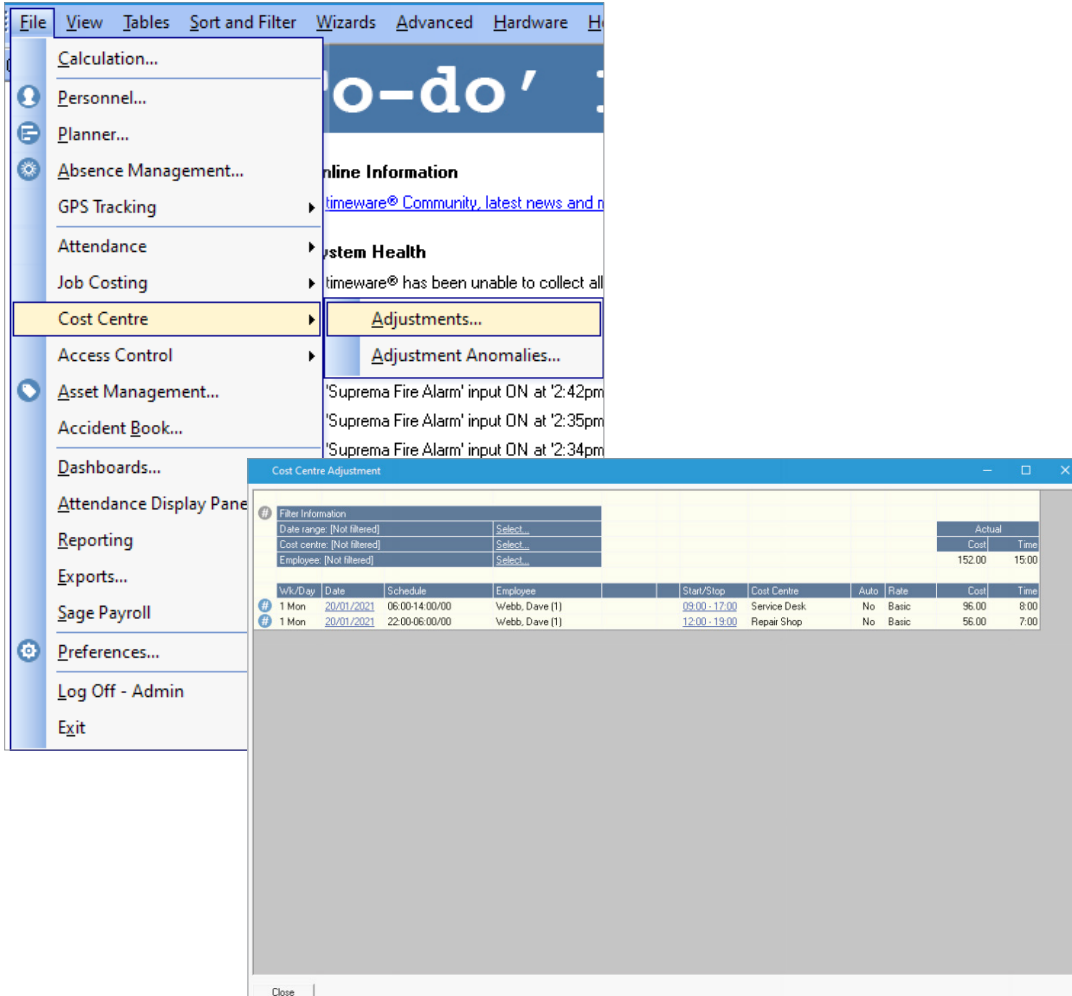 File View Tables Sort and Filter Wizards Advanced Hardware H
Calculation...
Personnel...
Planner...
Absence Management...
GPS Tracking
Attendance
Job Costing
Cost Centre
Access Control
Asset Management...
Accident Book...
Dashboards...
Attendance Display Pane
Reporting
Exports...
Sage Payroll
Preferences...
Log Off - Admin
Exit
o-do'
nline Information
timeware® Community, latest news and
ystem Health
timeware® has been unable to collect all
Adjustments...
Adjustment Anomalies...
'Suprema Fire Alarm' input ON at '2:42pm
'Suprema Fire Alarm' input ON at '2:35pm
'Suprema Fire Alarm' input ON at '2:34pm
Cost Centre Adjustment
Filter Information
Date range: [Not filtered] Select... Actual
Cost centre: [Not filtered] Select... Cost Time
Employee: [Not filtered] Select... 152.00 15:00
Wk/Day Date Schedule Employee Start/Stop Cost Centre Auto Rate Cost Time
1 Mon 20/01/2021 06:00-14:00/00 Webb, Dave (1) 09:00 - 17:00 Service Desk No Basic 96.00 8:00
1 Mon 20/01/2021 22:00-06:00/00 Webb, Dave (1) 12:00 - 19:00 Repair Shop No Basic 56.00 7:00
Close